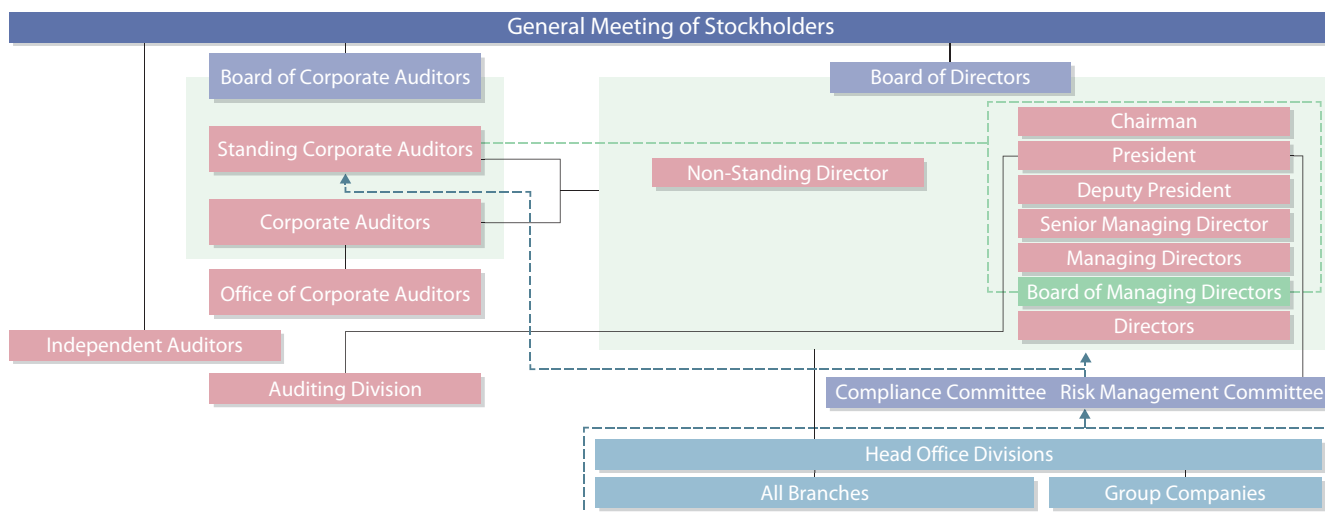 General Meeting of Stockholders
Board of Corporate Auditors
Board of Directors
Standing Corporate Auditors
Corporate Auditors
Office of Corporate Auditors
Independent Auditors
Auditing Division
Non-Standing Director
Chairman
President
Deputy President
Senior Managing Director
Managing Directors
Board of Managing Directors
Directors
Compliance Committee
Risk Management Committee
Head Office Divisions
All Branches
Group Companies